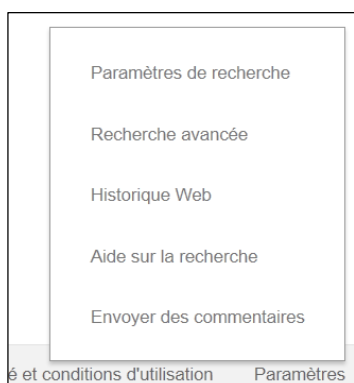 Paramètres de recherche
Recherche avancée
Historique Web
Aide sur la recherche
Envoyer des commentaires
é et conditions d'utilisation Paramètres